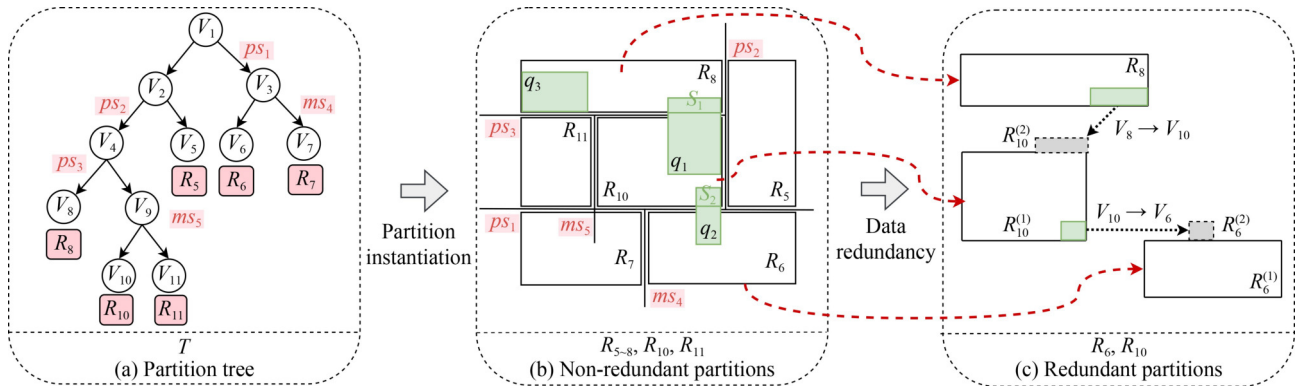 V₁
ps₁
V₂
V₃
ps₂
ms₄
V₄
V₅
V₆
V₇
ps₃
R₅
R₆
R₇
V₈
V₉
ms₅
R₈
V₁₀
V₁₁
R₁₀
R₁₁
T
(a) Partition tree
Partition
instantiation
ps₂
R₈
q₃
S₁
ps₃
R₁₁
q₁
R₁₀
S₂
R₅
ps₁
ms₅
q₂
R₇
R₆
ms₄
R₅~₈, R₁₀, R₁₁
(b) Non-redundant partitions
Data
redundancy
R₈
R₁₀⁽²⁾
V₈ → V₁₀
R₁₀⁽¹⁾
V₁₀ → V₆
R₆⁽²⁾
R₆⁽¹⁾
R₆, R₁₀
(c) Redundant partitions